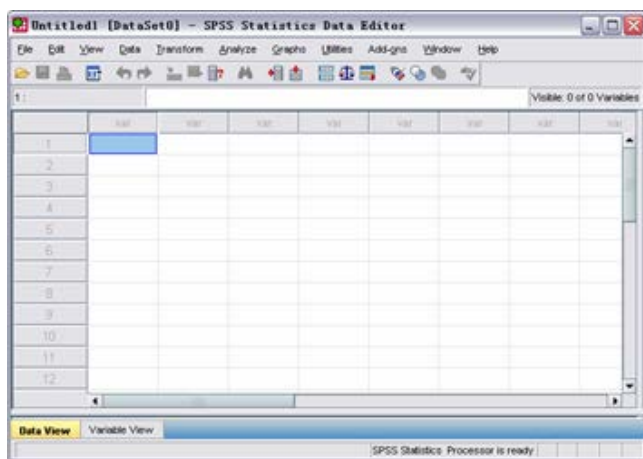 Untitled1 [DataSet0] - SPSS Statistics Data Editor
File Edit View Data Transform Analyze Graphs Utilities Add-ons Window Help
1 : Visible: 0 of 0 Variables
var var var var var var var var
1
2
3
4
5
6
7
8
9
10
11
12
Data View Variable View
SPSS Statistics Processor is ready